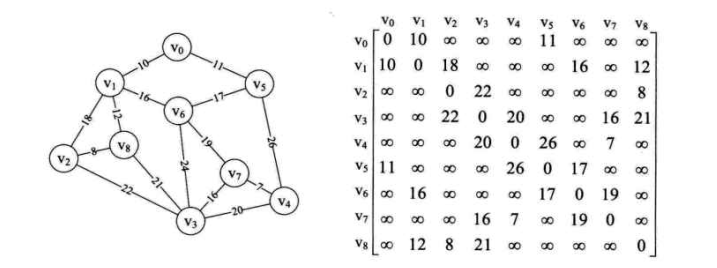 v0
10
11
v1
v5
16
17
v6
18
12
26
19
v8
8
v2
24
21
v7
22
16
7
v4
20
v3
v0 v1 v2 v3 v4 v5 v6 v7 v8
v0 0 10 ∞ ∞ ∞ 11 ∞ ∞ ∞
v1 10 0 18 ∞ ∞ ∞ 16 ∞ 12
v2 ∞ ∞ 0 22 ∞ ∞ ∞ ∞ 8
v3 ∞ ∞ 22 0 20 ∞ ∞ 16 21
v4 ∞ ∞ ∞ 20 0 26 ∞ 7 ∞
v5 11 ∞ ∞ ∞ 26 0 17 ∞ ∞
v6 ∞ 16 ∞ ∞ ∞ 17 0 19 ∞
v7 ∞ ∞ ∞ 16 7 ∞ 19 0 ∞
v8 ∞ 12 8 21 ∞ ∞ ∞ ∞ 0